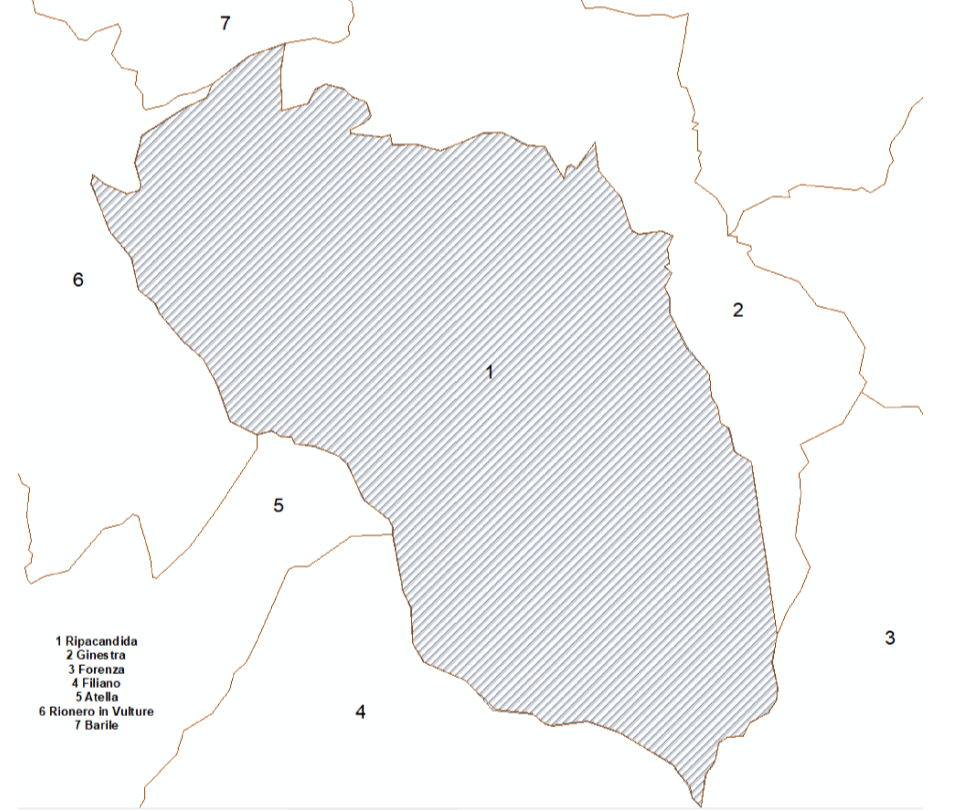 7
6
2
1
5
3
4
1 Ripacandida
2 Ginestra
3 Forenza
4 Filiano
5 Atella
6 Rionero in Vulture
7 Barile